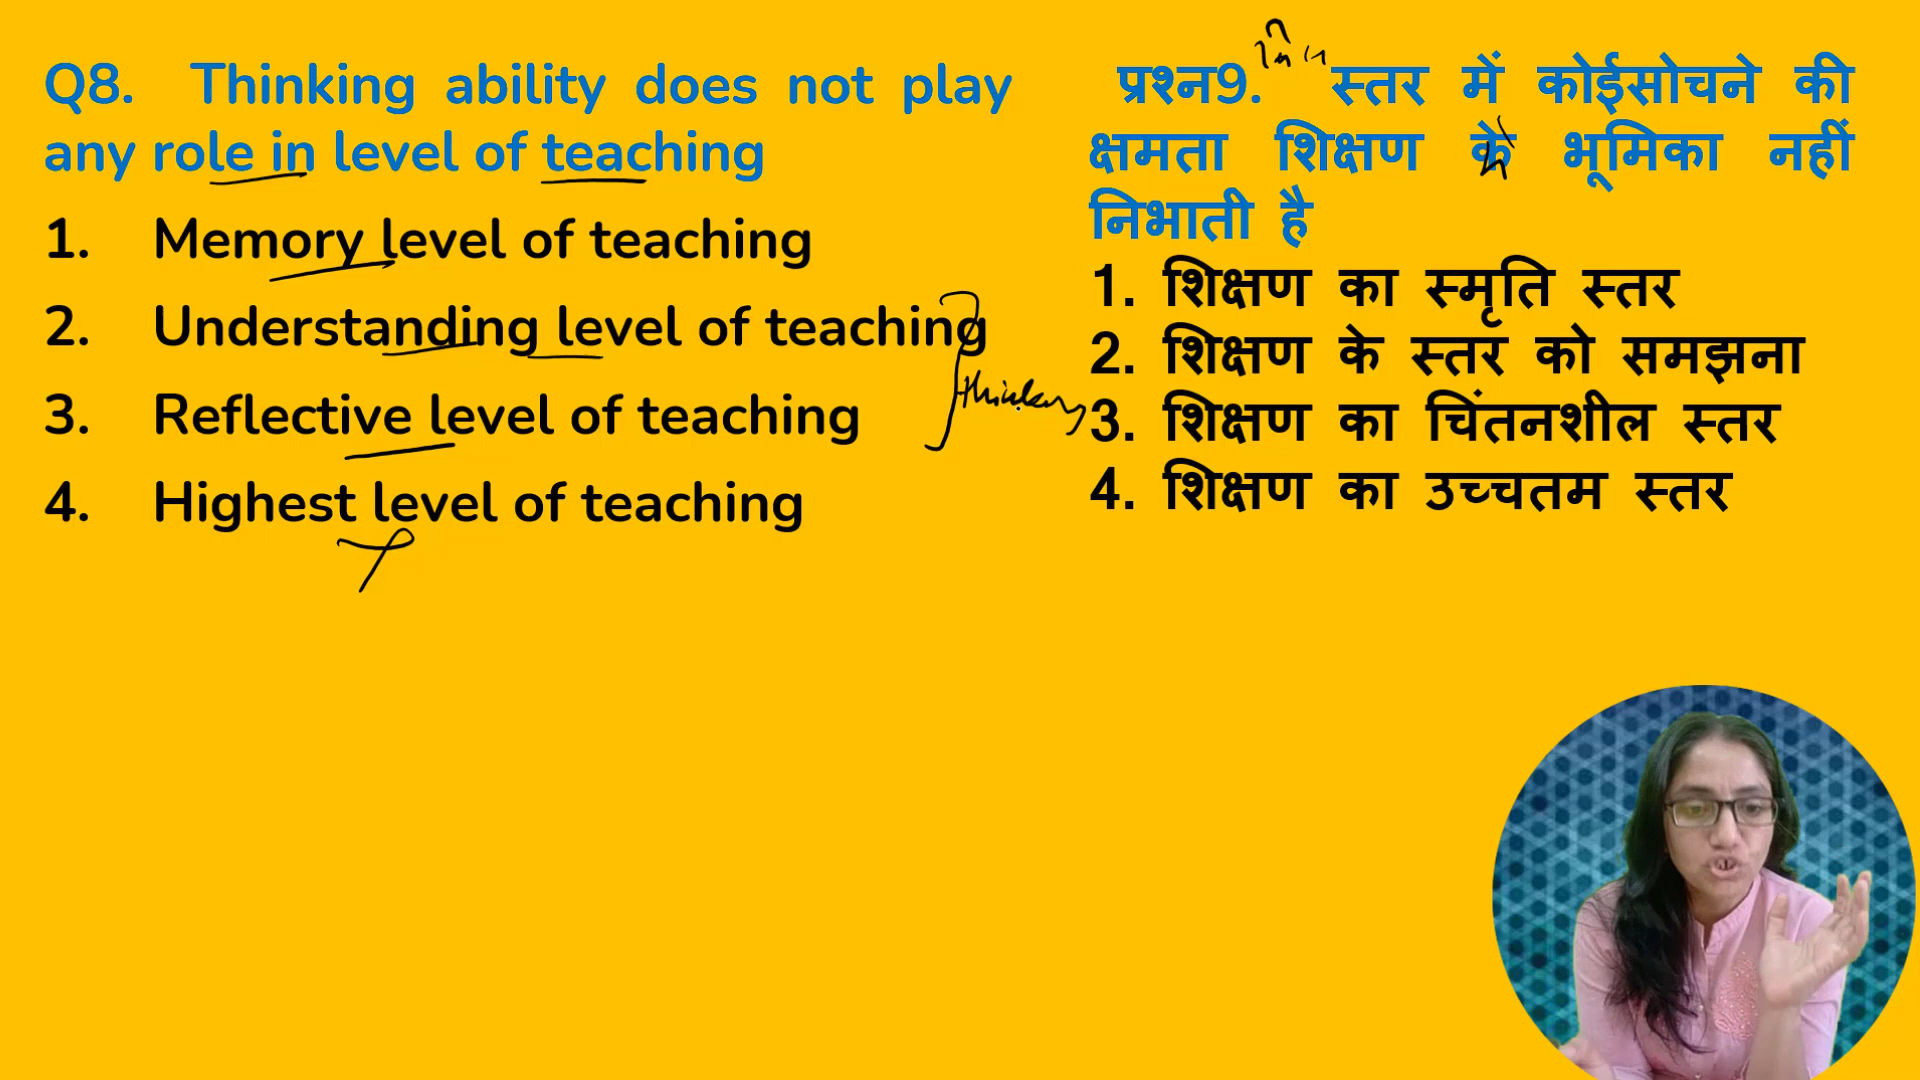 Q8. Thinking ability does not play
any role in level of teaching
1. Memory level of teaching
2. Understanding level of teaching
3. Reflective level of teaching
4. Highest level of teaching
thinking
प्रश्न9. स्तर में कोईसोचने की
क्षमता शिक्षण के भूमिका नहीं
निभाती है
1. शिक्षण का स्मृति स्तर
2. शिक्षण के स्तर को समझना
3. शिक्षण का चिंतनशील स्तर
4. शिक्षण का उच्चतम स्तर